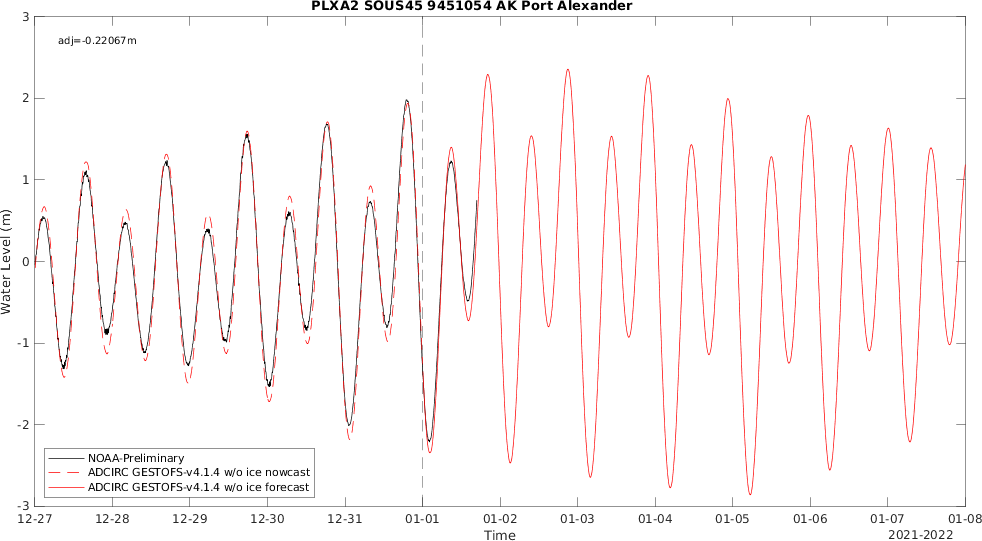 PLXA2 SOUS45 9451054 AK Port Alexander
adj=-0.22067m
3
2
1
0
-1
-2
-3
Water Level (m)
NOAA-Preliminary
ADCIRC GESTOFS-v4.1.4 w/o ice nowcast
ADCIRC GESTOFS-v4.1.4 w/o ice forecast
12-27 12-28 12-29 12-30 12-31 01-01 01-02 01-03 01-04 01-05 01-06 01-07 01-08
Time
2021-2022